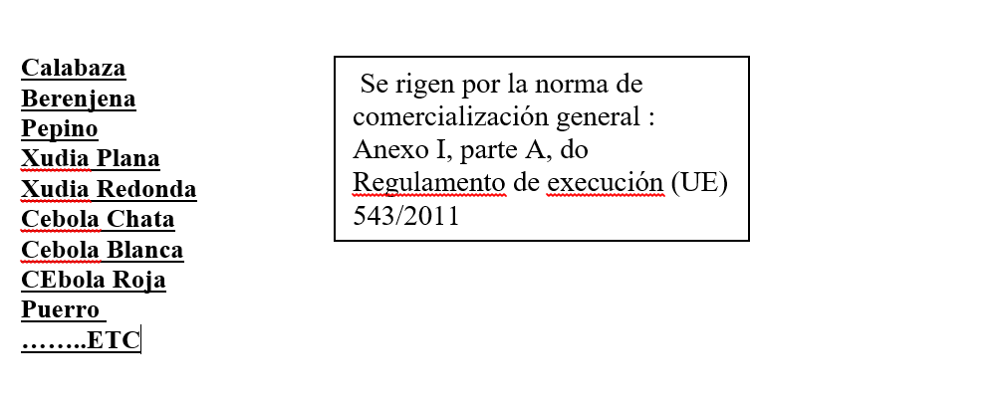 Calabaza
Berenjena
Pepino
Xudia Plana
Xudia Redonda
Cebola Chata
Cebola Blanca
CEbola Roja
Puerro
……..ETC
Se rigen por la norma de
comercialización general :
Anexo I, parte A, do
Regulamento de execución (UE)
543/2011